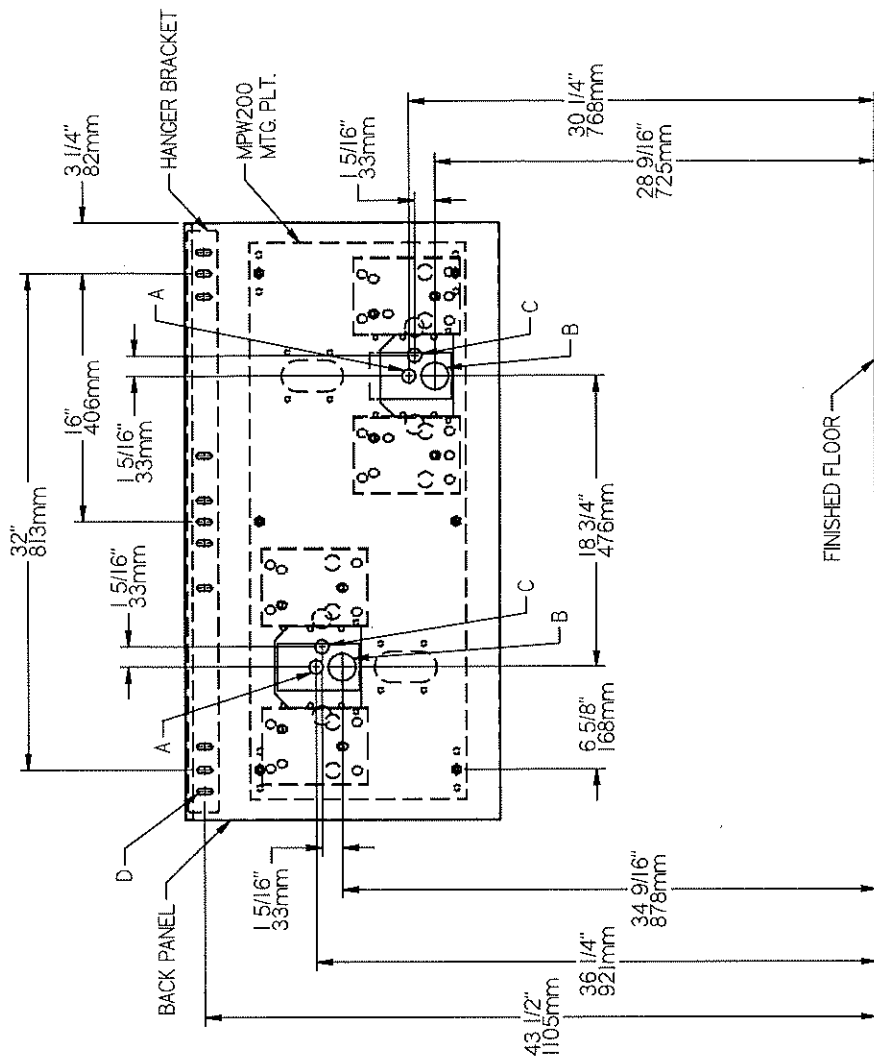 HANGER BRACKET
3 1/4"
82mm
MPW200
MTG. PLT.
1 5/16"
33mm
30 1/4"
768mm
28 9/16"
725mm
A
C
B
16"
406mm
1 5/16"
33mm
32"
813mm
1 5/16"
33mm
18 3/4"
476mm
FINISHED FLOOR
A
C
B
6 5/8"
168mm
D
BACK PANEL
1 5/16"
33mm
34 9/16"
878mm
36 1/4"
921mm
43 1/2"
1105mm